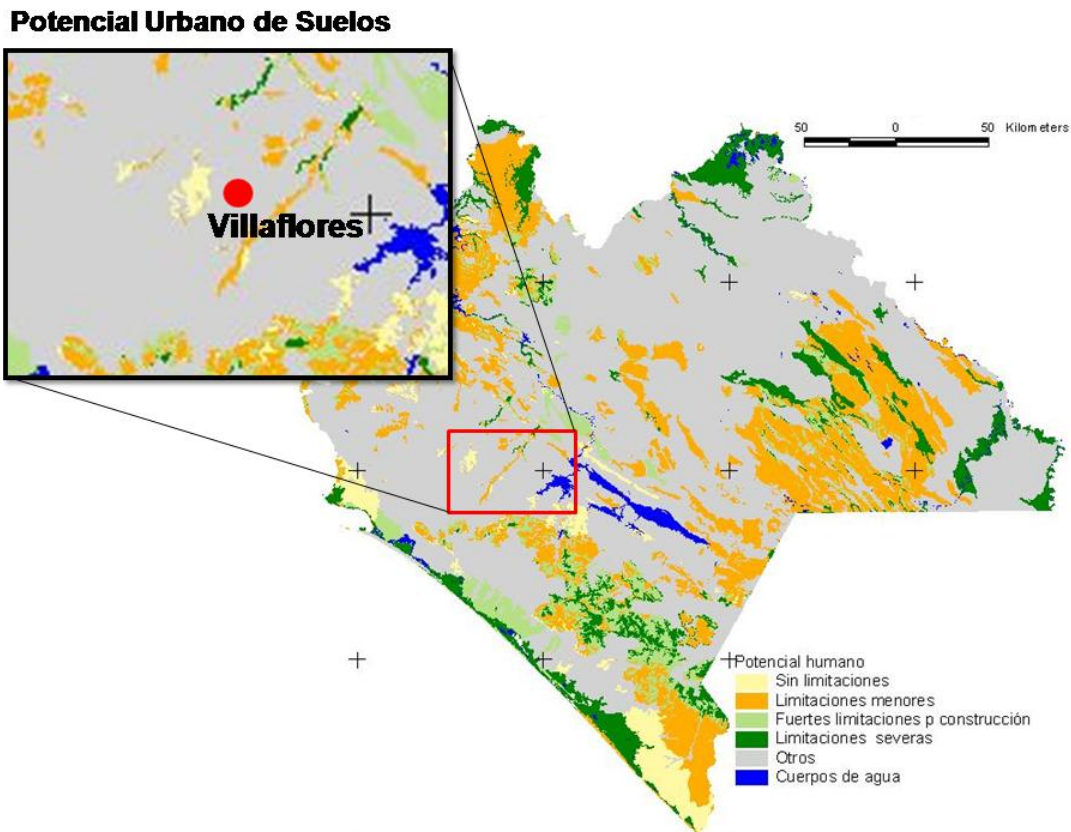 Potencial Urbano de Suelos
Villaflores
50 0 50 Kilometers
Potencial humano
Sin limitaciones
Limitaciones menores
Fuertes limitaciones p construcción
Limitaciones severas
Otros
Cuerpos de agua